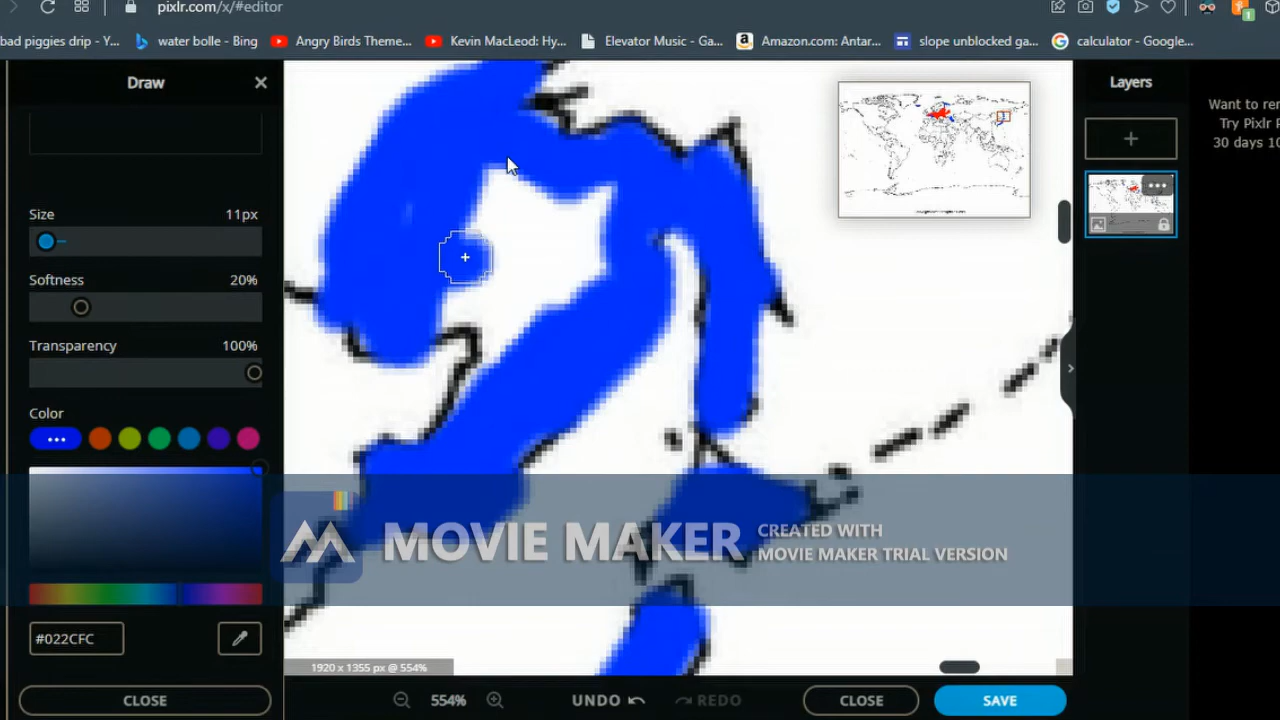 pixlr.com/x/#editor
bad piggies drip - Y...
water bolle - Bing
Angry Birds Theme...
Kevin MacLeod: Hy...
Elevator Music - Ga...
Amazon.com: Antar...
slope unblocked ga...
calculator - Google...
Draw
Layers
Want to
Try Pixlr
30 days
Size 11px
Softness 20%
Transparency 100%
Color
MOVIE MAKER
CREATED WITH
MOVIE MAKER TRIAL VERSION
#022CFC
1920 x 1355 px @ 554%
CLOSE
554%
UNDO
REDO
CLOSE
SAVE